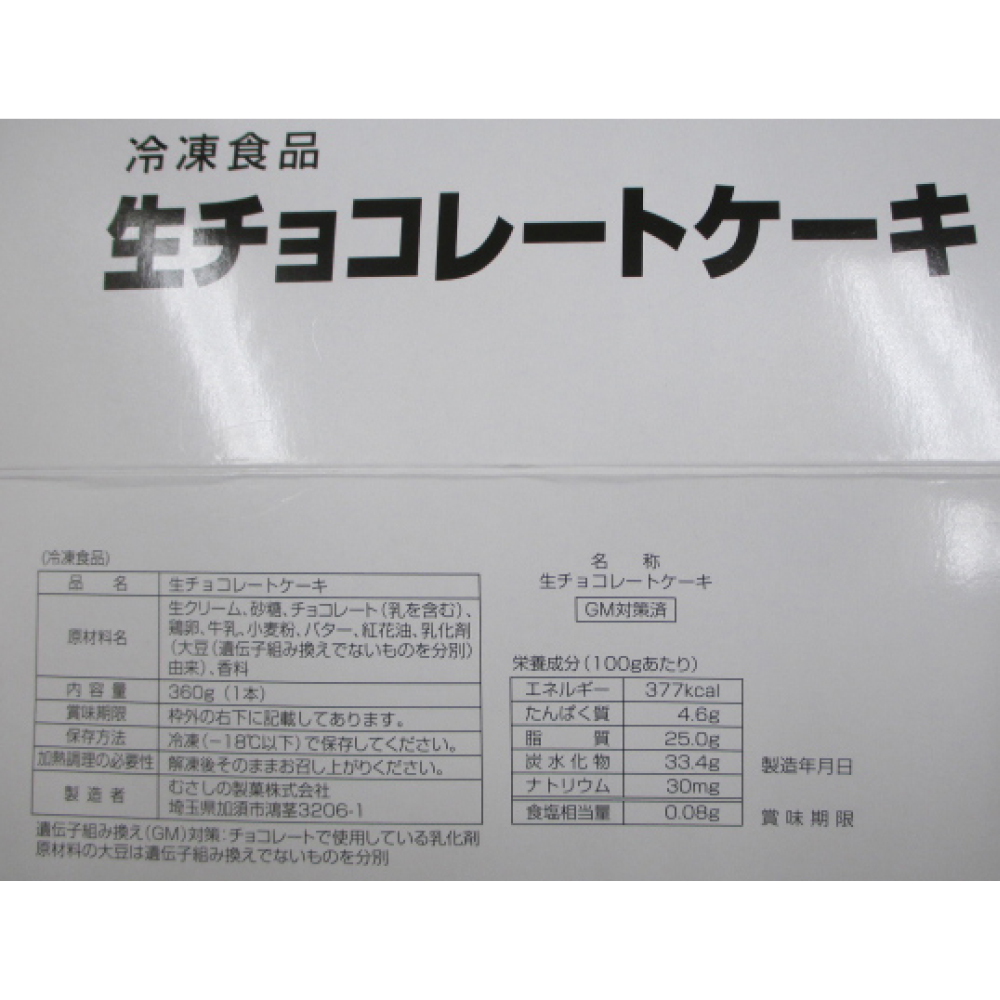 冷凍食品
生チョコレートケーキ
(冷凍食品)
品 名 生チョコレートケーキ
原材料名 生クリーム、砂糖、チョコレート(乳を含む)、
鶏卵、牛乳、小麦粉、バター、紅花油、乳化剤
(大豆(遺伝子組み換えでないものを分別)
由来)、香料
内容量 360g(1本)
賞味期限 枠外の右下に記載してあります。
保存方法 冷凍(-18℃以下)で保存してください。
加熱調理の必要性 解凍後そのままお召し上がりください。
製造者 むさしの製菓株式会社
埼玉県加須市鴻茎3206-1
遺伝子組み換え(GM)対策:チョコレートで使用している乳化剤
原材料の大豆は遺伝子組み換えでないものを分別
名 称
生チョコレートケーキ
GM対策済
栄養成分(100gあたり)
エネルギー 377kcal
たんぱく質 4.6g
脂 質 25.0g
炭水化物 33.4g
ナトリウム 30mg
食塩相当量 0.08g
製造年月日
賞味期限